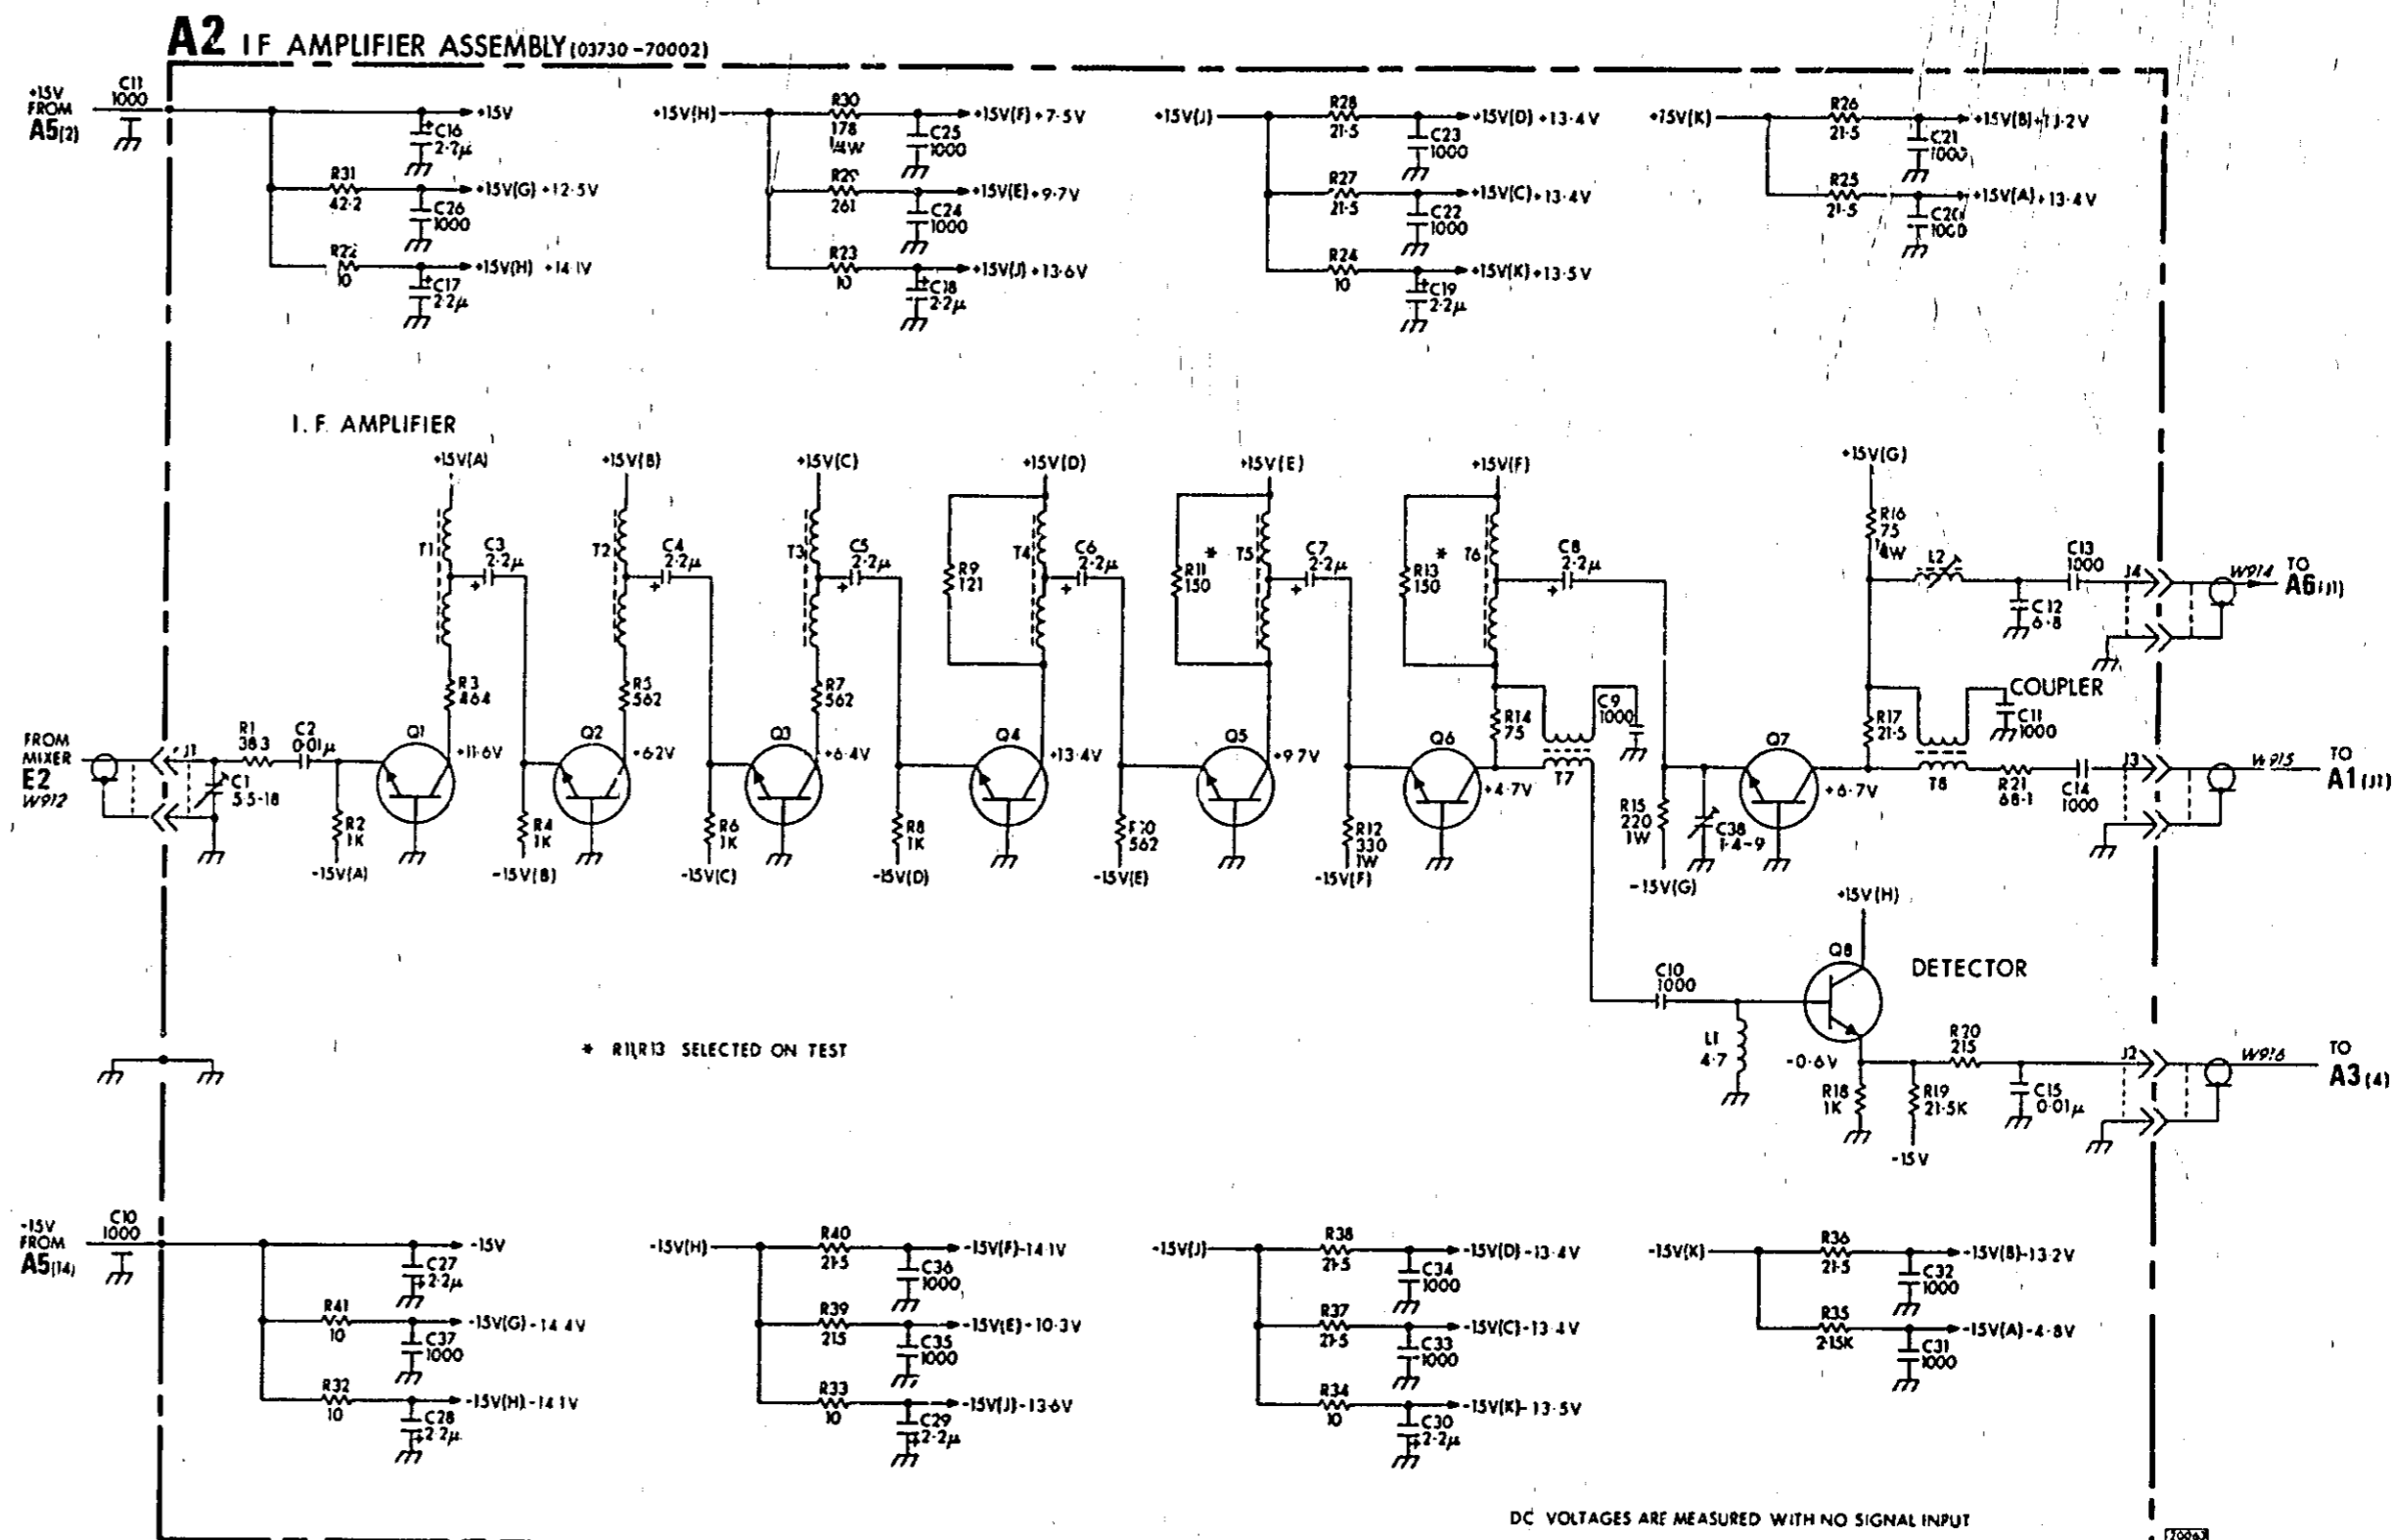 A2 IF AMPLIFIER ASSEMBLY (03730-70002)
+15V
FROM
A5(2)
C11
1000
+15V
C16
2·2µ
R31
42·2
+15V(G) +12·5V
C26
1000
R22
10
+15V(H) +14·1V
C17
2·2µ
+15V(H)
R30
178
1/4W
+15V(F) +7·5V
C25
1000
R29
261
+15V(E) +9·7V
C24
1000
R23
10
+15V(J) +13·6V
C18
2·2µ
+15V(J)
R28
21·5
+15V(D) +13·4V
C23
1000
R27
21·5
+15V(C) +13·4V
C22
1000
R24
10
+15V(K) +13·5V
C19
2·2µ
+15V(K)
R26
21·5
+15V(B) +13·2V
C21
1000
R25
21·5
+15V(A) +13·4V
C20
1000
I.F. AMPLIFIER
+15V(A)
+15V(B)
+15V(C)
+15V(D)
+15V(E)
+15V(F)
+15V(G)
T1
C3
2·2µ
T2
C4
2·2µ
T3
C5
2·2µ
R9
121
T4
C6
2·2µ
*
R11
150
T5
C7
2·2µ
*
R13
150
T6
C8
2·2µ
R16
75
1/4W
L2
C13
1000
C12
6·8
J4
W914
TO
A6(J1)
R3
464
R5
562
R7
562
R14
75
C9
1000
R17
21·5
COUPLER
C11
1000
FROM
MIXER
E2
W912
J1
C1
5·5-18
R1
38·3
C2
0·01µ
R2
1K
-15V(A)
Q1
+11·6V
R4
1K
-15V(B)
Q2
+6·2V
R6
1K
-15V(C)
Q3
+6·4V
R8
1K
-15V(D)
Q4
+13·4V
R10
562
-15V(E)
Q5
+9·7V
R12
330
1W
-15V(F)
Q6
+4·7V
T7
R15
220
1W
-15V(G)
C38
1·4-9
Q7
+6·7V
T8
R21
68·1
C14
1000
J3
W915
TO
A1(J1)
+15V(H)
Q8
DETECTOR
C10
1000
L1
4·7
-0·6V
R18
1K
R19
21·5K
-15V
R20
215
C15
0·01µ
J2
W916
TO
A3(4)
* R11,R13 SELECTED ON TEST
-15V
FROM
A5(14)
C10
1000
-15V
C27
2·2µ
R41
10
-15V(G) -14·4V
C37
1000
R32
10
-15V(H) -14·1V
C28
2·2µ
-15V(H)
R40
21·5
-15V(F) -14·1V
C36
1000
R39
215
-15V(E) -10·3V
C35
1000
R33
10
-15V(J) -13·6V
C29
2·2µ
-15V(J)
R38
21·5
-15V(D) -13·4V
C34
1000
R37
21·5
-15V(C) -13·4V
C33
1000
R34
10
-15V(K) -13·5V
C30
2·2µ
-15V(K)
R36
21·5
-15V(B) -13·2V
C32
1000
R35
2·15K
-15V(A) -4·8V
C31
1000
DC VOLTAGES ARE MEASURED WITH NO SIGNAL INPUT